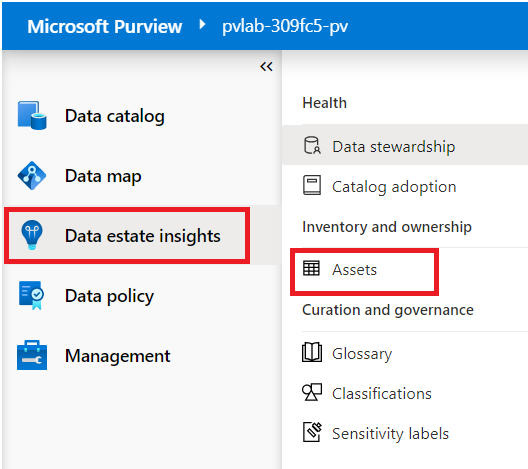 Microsoft Purview pvlab-309fc5-pv
Data catalog
Data map
Data estate insights
Data policy
Management
Health
Data stewardship
Catalog adoption
Inventory and ownership
Assets
Curation and governance
Glossary
Classifications
Sensitivity labels